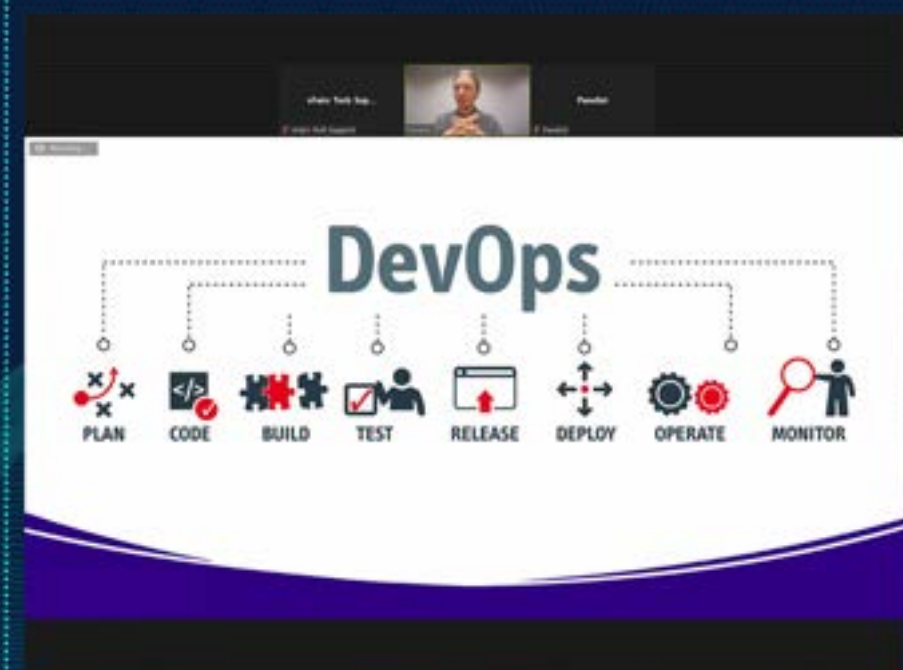 DevOps
PLAN
CODE
BUILD
TEST
RELEASE
DEPLOY
OPERATE
MONITOR